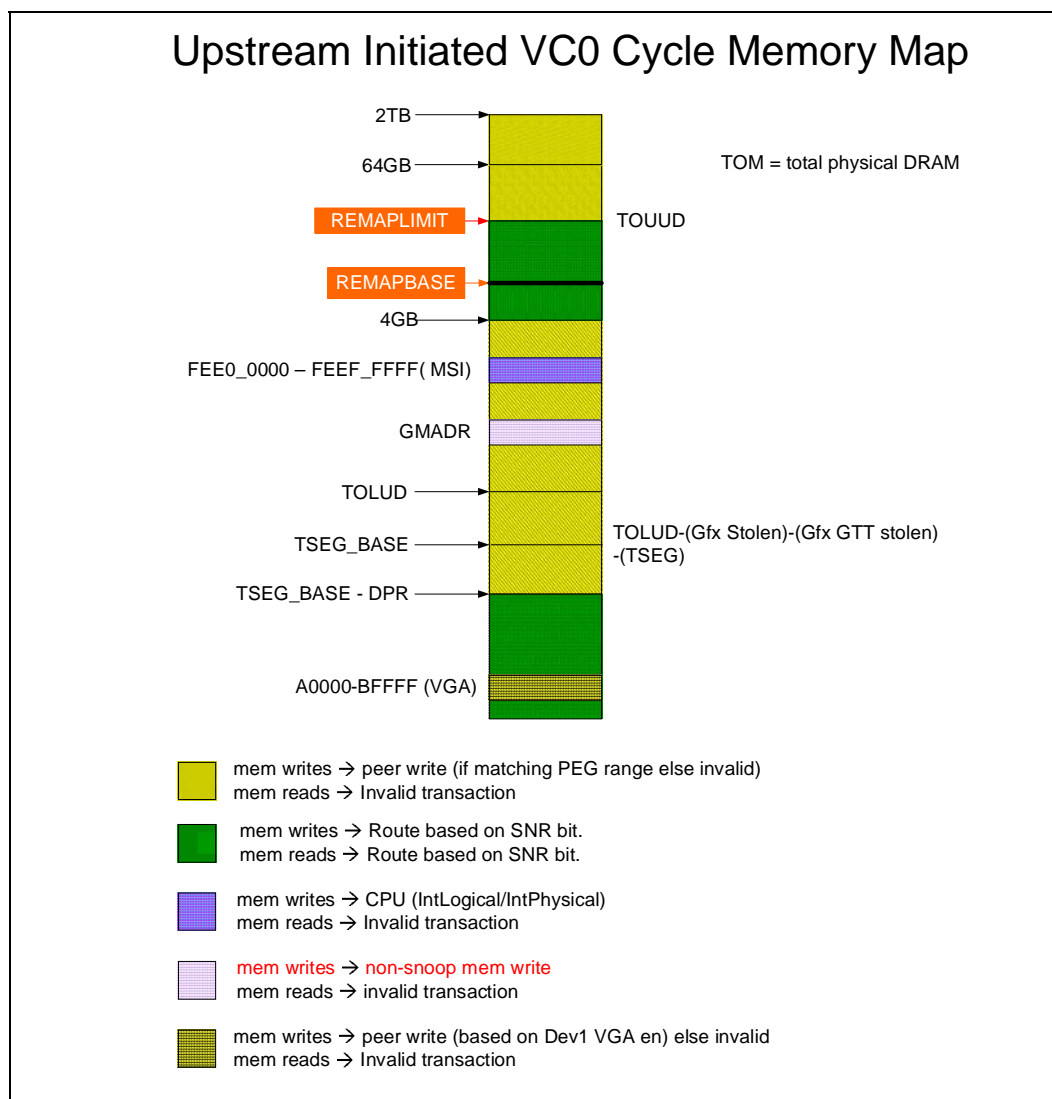 Upstream Initiated VC0 Cycle Memory Map
2TB
64GB
TOM = total physical DRAM
REMAPLIMIT
TOUUD
REMAPBASE
4GB
FEE0_0000 – FEEF_FFFF( MSI)
GMADR
TOLUD
TSEG_BASE
TOLUD-(Gfx Stolen)-(Gfx GTT stolen)
-(TSEG)
TSEG_BASE - DPR
A0000-BFFFF (VGA)
mem writes → peer write (if matching PEG range else invalid)
mem reads → Invalid transaction
mem writes → Route based on SNR bit.
mem reads → Route based on SNR bit.
mem writes → CPU (IntLogical/IntPhysical)
mem reads → Invalid transaction
mem writes → non-snoop mem write
mem reads → invalid transaction
mem writes → peer write (based on Dev1 VGA en) else invalid
mem reads → Invalid transaction